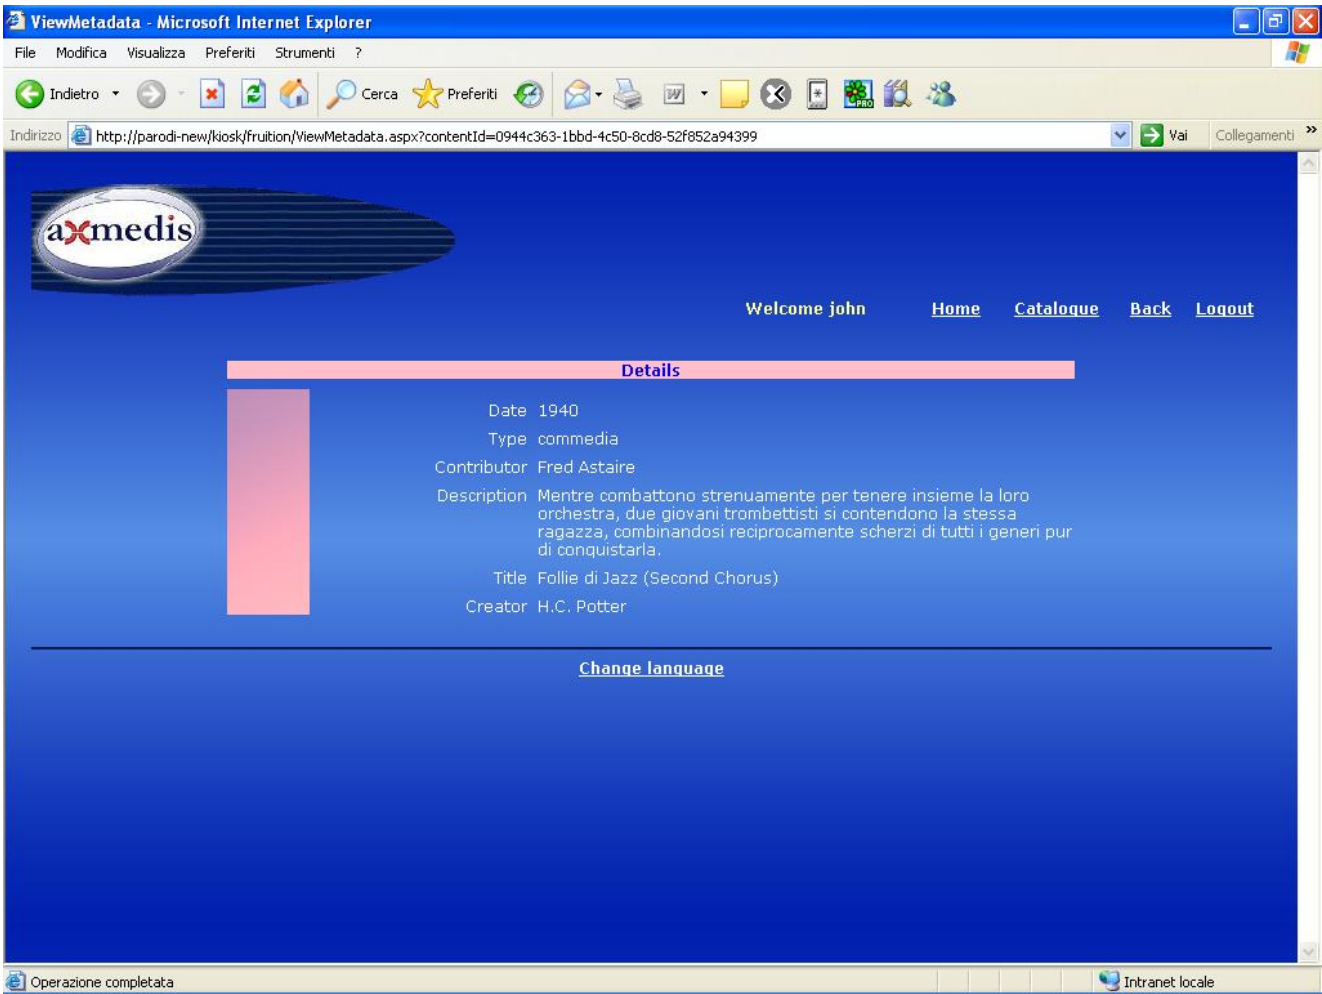 ViewMetadata - Microsoft Internet Explorer
File Modifica Visualizza Preferiti Strumenti ?
Indietro Cerca Preferiti
Indirizzo http://parodi-new/kiosk/fruition/ViewMetadata.aspx?contentId=0944c363-1bbd-4c50-8cd8-52f852a94399 Vai Collegamenti »
axmedis
Welcome john Home Catalogue Back Logout
Details
Date 1940
Type commedia
Contributor Fred Astaire
Description Mentre combattono strenuamente per tenere insieme la loro
orchestra, due giovani trombettisti si contendono la stessa
ragazza, combinandosi reciprocamente scherzi di tutti i generi pur
di conquistarla.
Title Follie di Jazz (Second Chorus)
Creator H.C. Potter
Change language
Operazione completata Intranet locale